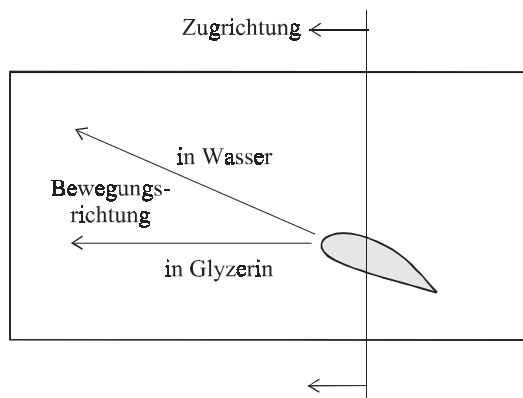 Zugrichtung
in Wasser
Bewegungs-
richtung
in Glyzerin